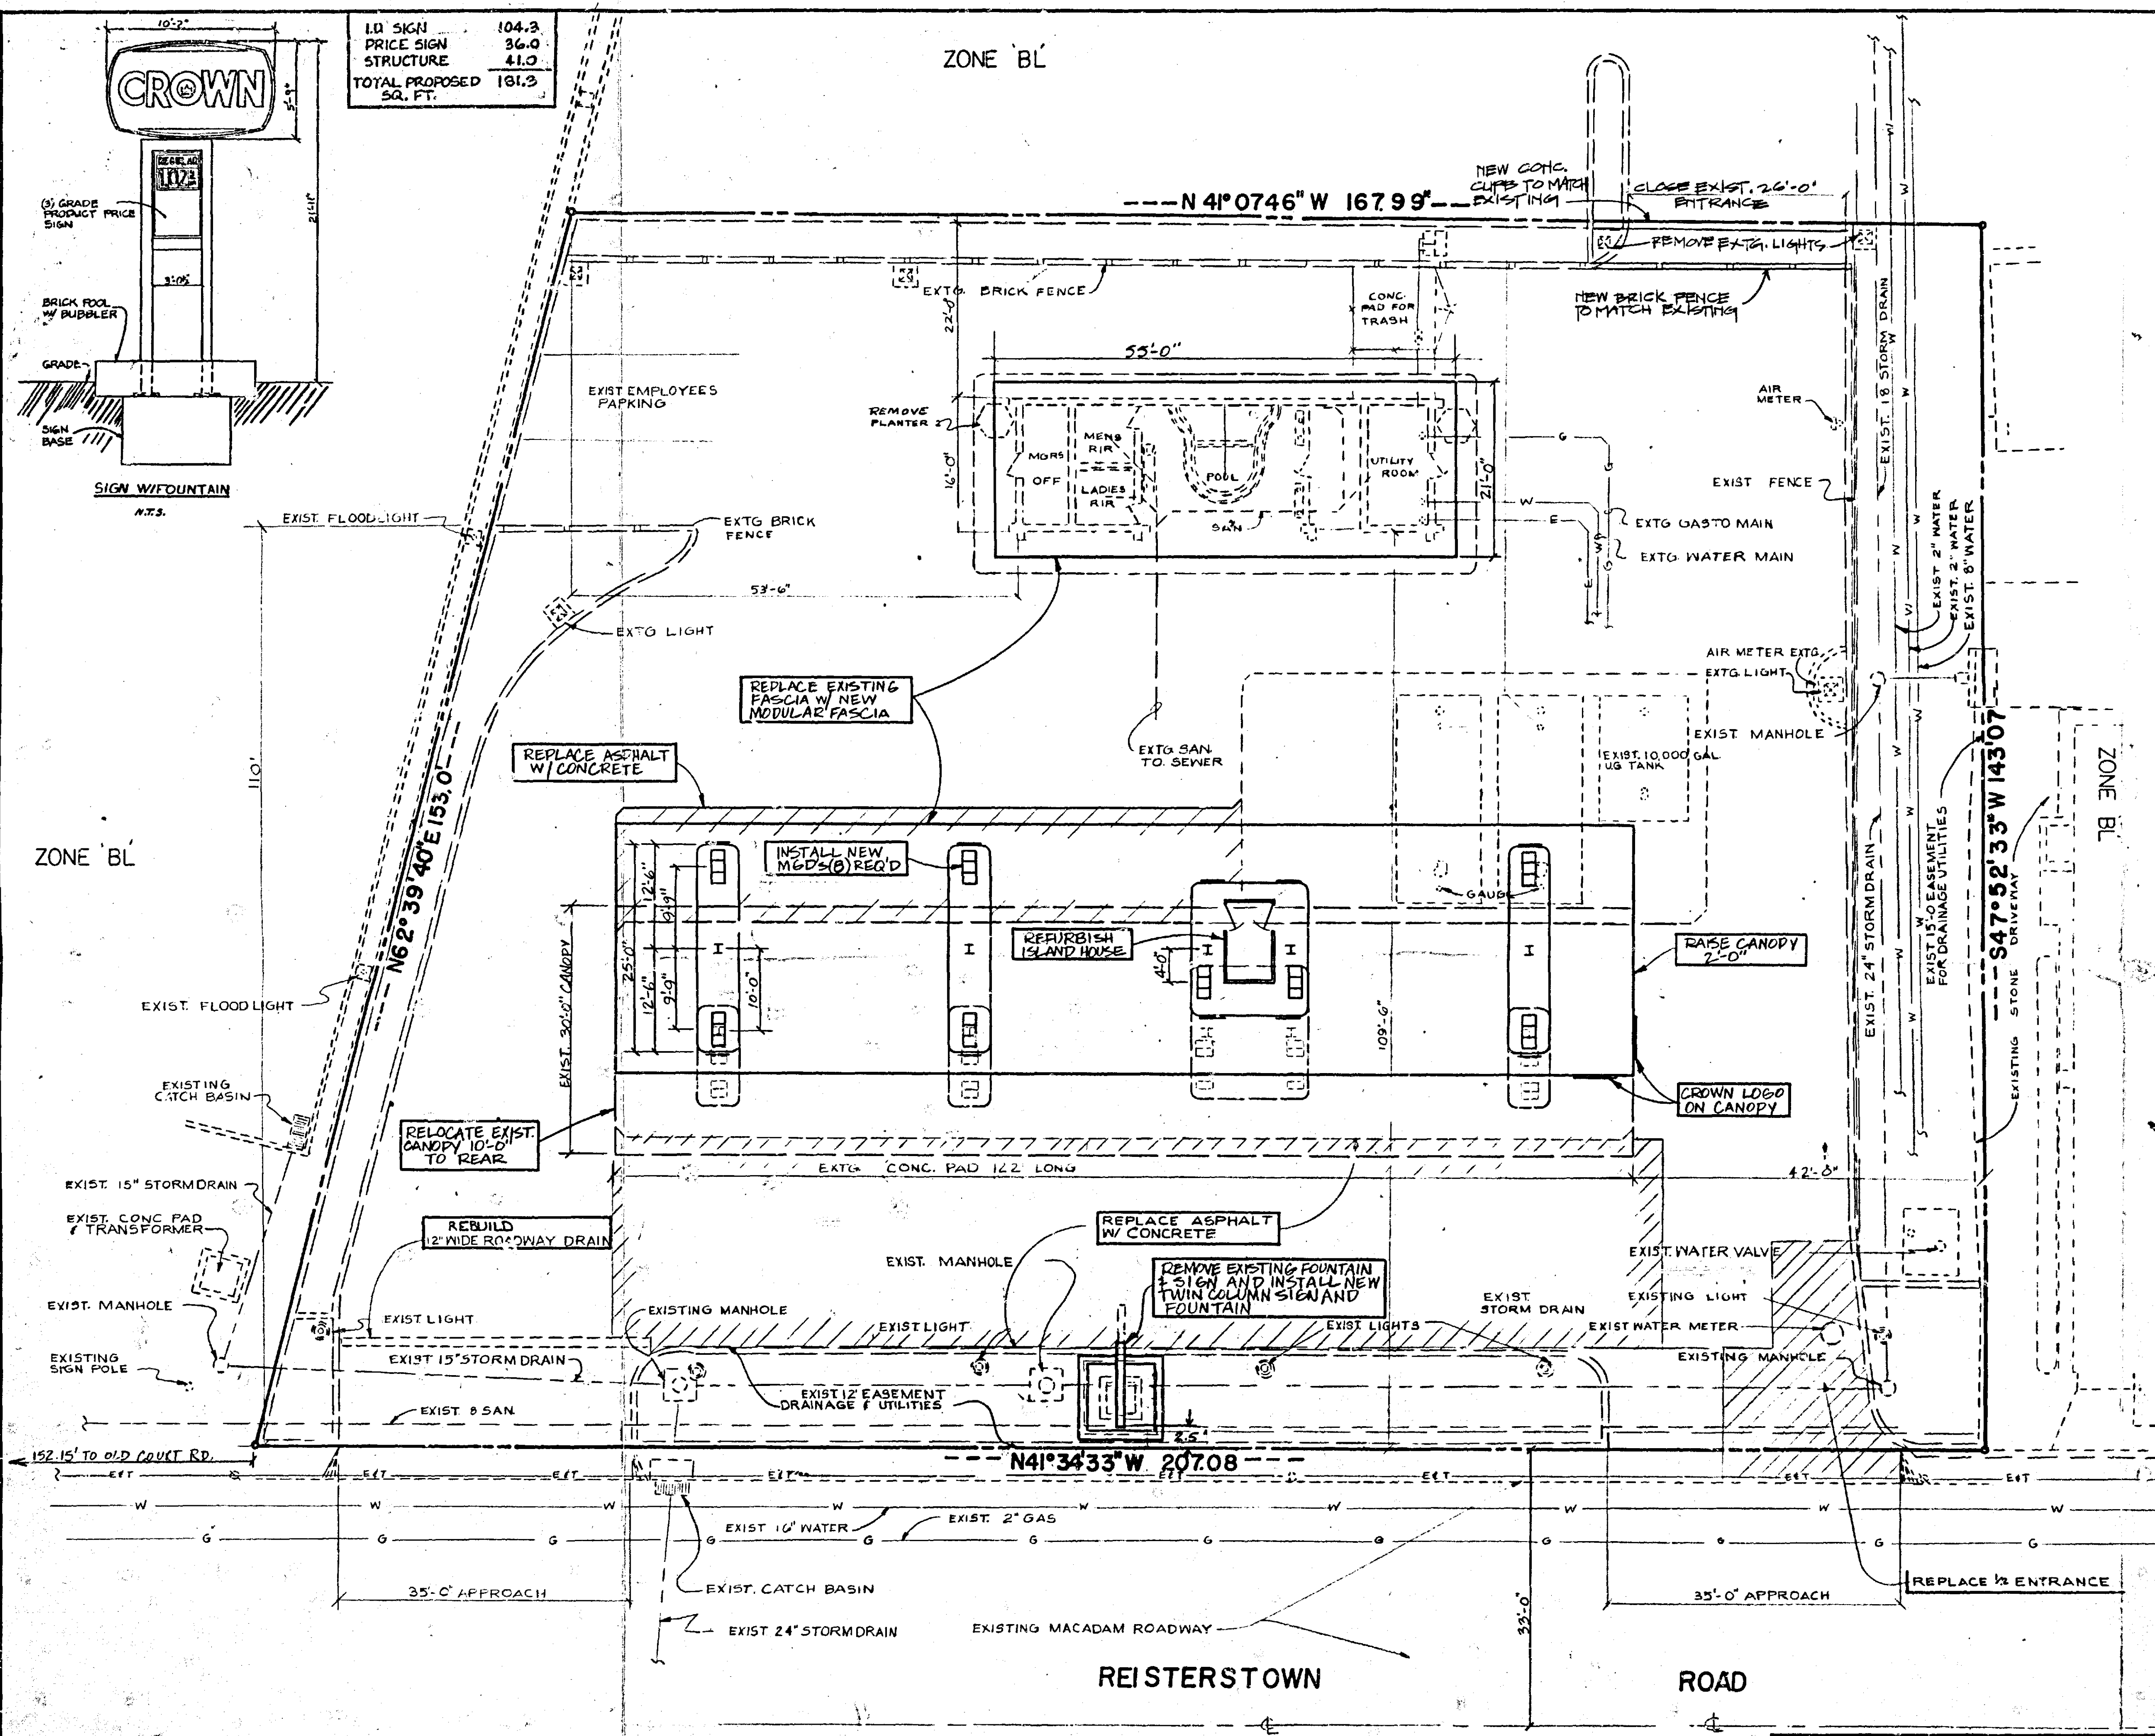 10'-2"
CROWN
5'-9"
REGULAR
21'-11"
(3) GRADE
PRODUCT PRICE
SIGN
BRICK POOL
W/ BUBBLER
GRADE
SIGN
BASE
SIGN W/FOUNTAIN
N.T.S.
I.D. SIGN 104.3
PRICE SIGN 36.0
STRUCTURE 41.0
TOTAL PROPOSED 181.3
SQ. FT.
ZONE 'BL'
---N 41°07'46" W 167.99'---
NEW CONC.
CURB TO MATCH
EXISTING
CLOSE EXIST. 26'-0"
ENTRANCE
REMOVE EXTG. LIGHTS
EXTG. BRICK FENCE
22'-8"
CONC.
PAD FOR
TRASH
NEW BRICK FENCE
TO MATCH EXISTING
EXIST. 18 STORM DRAIN
55'-0"
EXIST EMPLOYEES
PARKING
REMOVE
PLANTER 2
AIR
METER
MGRS
OFF
MENS
R/R
LADIES
R/R
POOL
SAN
UTILITY
ROOM
16'-0"
21'-0"
G
W
E
EXIST FENCE
EXIST. FLOODLIGHT
EXTG BRICK
FENCE
EXTG GAS TO MAIN
EXTG. WATER MAIN
EXIST 2" WATER
EXIST. 2" WATER
EXIST. 8" WATER
53'-6"
EXTG LIGHT
AIR METER EXTG.
EXTG LIGHT
REPLACE EXISTING
FASCIA W/ NEW
MODULAR FASCIA
EXTG SAN
TO SEWER
EXIST MANHOLE
REPLACE ASPHALT
W/ CONCRETE
EXIST. 10,000 GAL
U.G TANK
110'
ZONE 'BL'
N62°39'40"E 153.0'
---S47°52'33"W 143.07
ZONE BL
INSTALL NEW
MGD'S (8) REQ'D
GAUGE
REFURBISH
ISLAND HOUSE
RAISE CANOPY
2'-0"
12'-6"
9'-9"
25'-0"
12'-6"
9'-9"
10'-0"
4'-0"
109'-6"
EXIST. 30'-0" CANOPY
EXIST. 24" STORMDRAIN
EXIST 15'-0 EASEMENT
FOR DRAINAGE UTILITIES
EXISTING STONE DRIVEWAY
EXIST. FLOODLIGHT
EXISTING
CATCH BASIN
CROWN LOGO
ON CANOPY
RELOCATE EXIST.
CANOPY 10'-0"
TO REAR
EXTG CONC. PAD 122' LONG
42'-8"
EXIST. 15" STORMDRAIN
EXIST. CONC PAD
& TRANSFORMER
REBUILD
12" WIDE ROADWAY DRAIN
REPLACE ASPHALT
W/ CONCRETE
EXIST. MANHOLE
REMOVE EXISTING FOUNTAIN
& SIGN AND INSTALL NEW
TWIN COLUMN SIGN AND
FOUNTAIN
EXIST. WATER VALVE
EXIST. MANHOLE
EXIST LIGHT
EXISTING MANHOLE
EXIST LIGHT
EXIST
STORM DRAIN
EXISTING LIGHT
EXIST LIGHTS
EXIST WATER METER
EXISTING
SIGN POLE
EXIST 15" STORM DRAIN
EXISTING MANHOLE
EXIST 12' EASEMENT
DRAINAGE & UTILITIES
EXIST 8 SAN
2.5'
152.15' TO OLD COURT RD.
---N41°34'33"W 207.08---
E&T E&T E&T E&T E&T E&T E&T E&T
W W W W W W W W W
G G G G G G G G G G
EXIST 16" WATER
EXIST. 2" GAS
35'-0" APPROACH
EXIST. CATCH BASIN
EXIST 24" STORMDRAIN
EXISTING MACADAM ROADWAY
33'-0"
35'-0" APPROACH
REPLACE 1/2 ENTRANCE
REISTERSTOWN ROAD